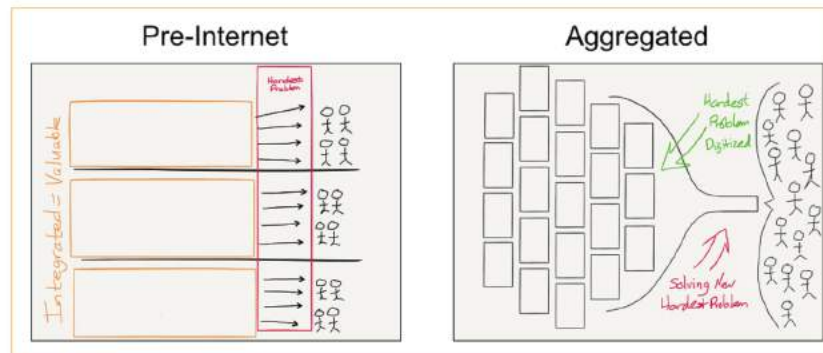 Pre-Internet
Aggregated
Hardest
Problem
Integrated = Valuable
Hardest
Problem
Digitized
Solving New
Hardest Problem